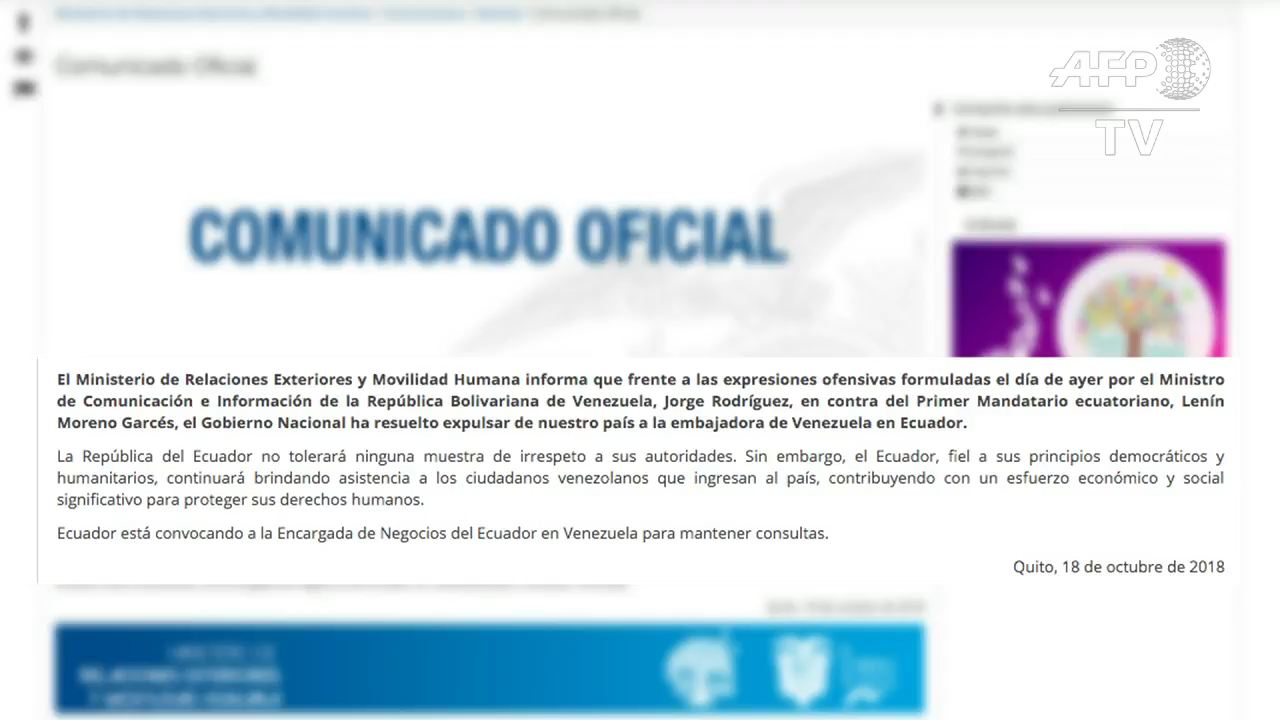 Comunicado Oficial
AFP
TV
COMUNICADO OFICIAL
El Ministerio de Relaciones Exteriores y Movilidad Humana informa que frente a las expresiones ofensivas formuladas el día de ayer por el Ministro
de Comunicación e Información de la República Bolivariana de Venezuela, Jorge Rodríguez, en contra del Primer Mandatario ecuatoriano, Lenín
Moreno Garcés, el Gobierno Nacional ha resuelto expulsar de nuestro país a la embajadora de Venezuela en Ecuador.
La República del Ecuador no tolerará ninguna muestra de irrespeto a sus autoridades. Sin embargo, el Ecuador, fiel a sus principios democráticos y
humanitarios, continuará brindando asistencia a los ciudadanos venezolanos que ingresan al país, contribuyendo con un esfuerzo económico y social
significativo para proteger sus derechos humanos.
Ecuador está convocando a la Encargada de Negocios del Ecuador en Venezuela para mantener consultas.
Quito, 18 de octubre de 2018